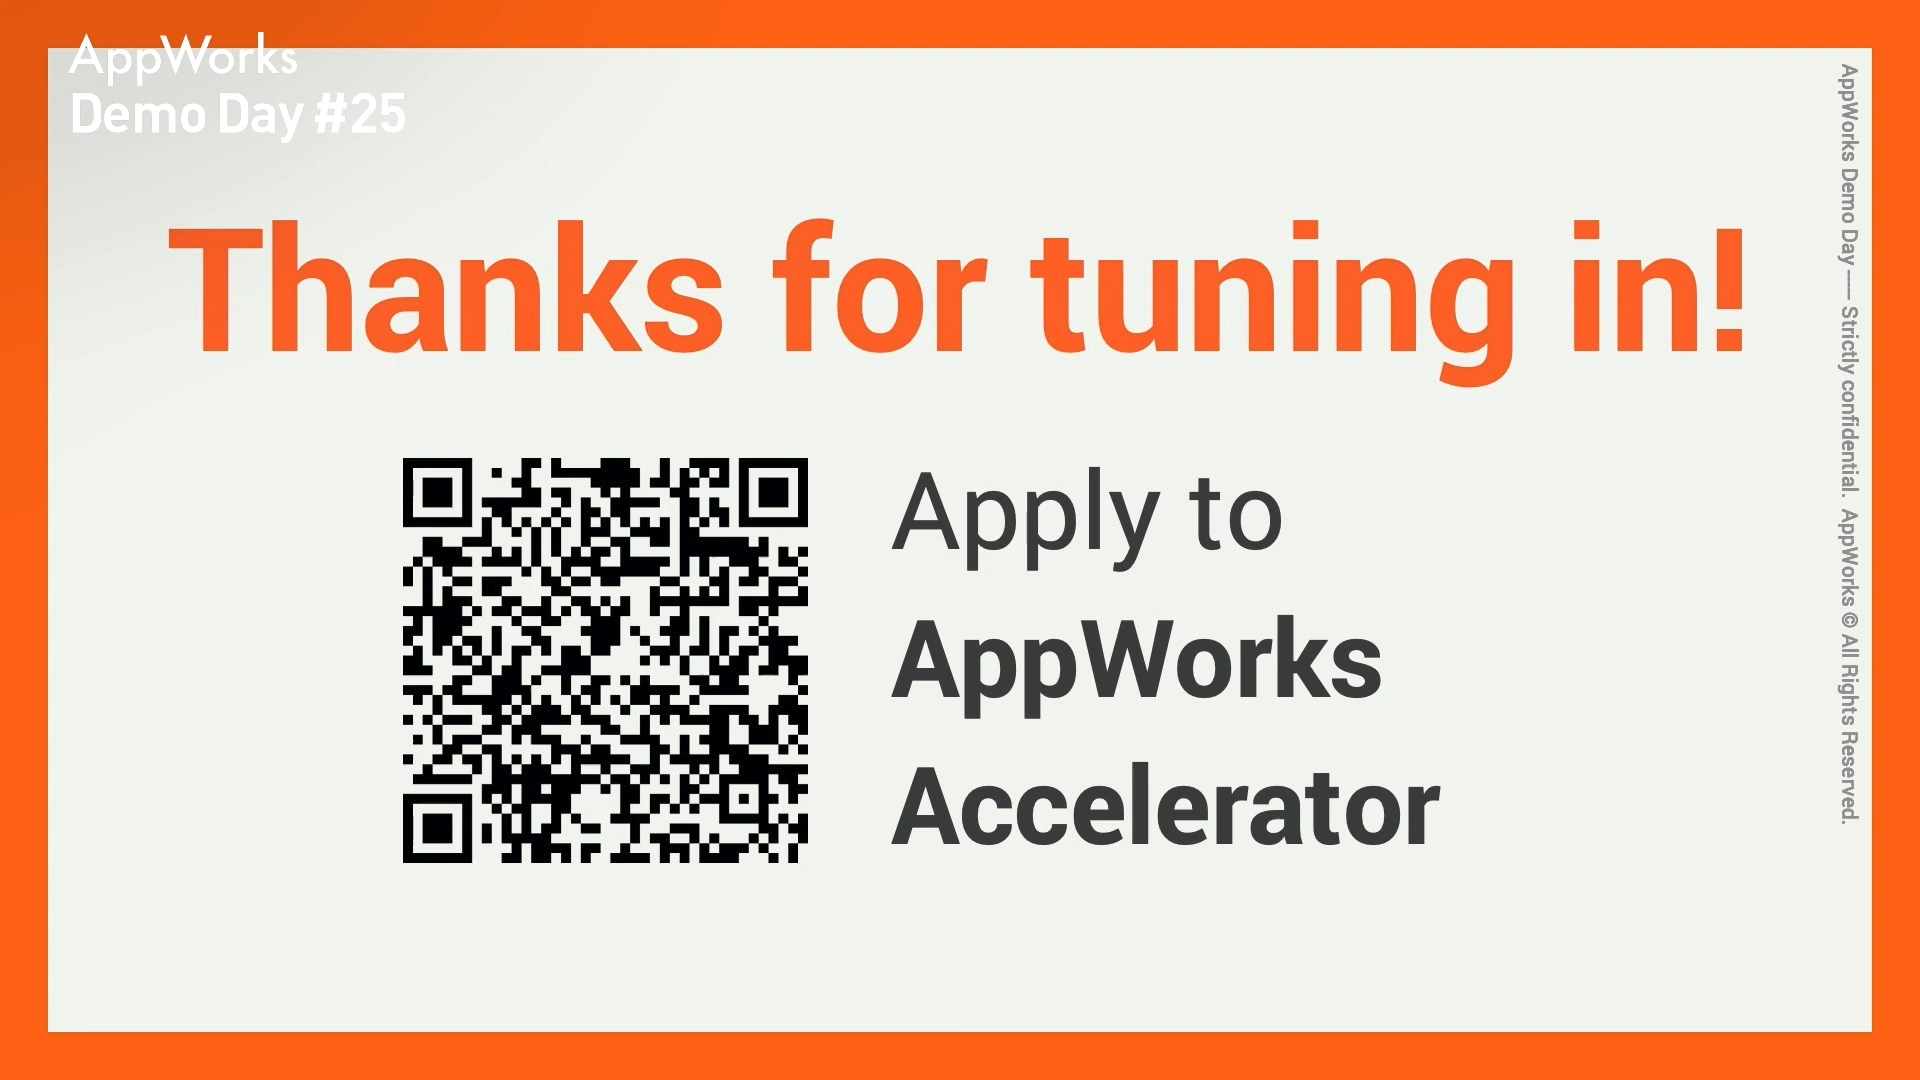 AppWorks
Demo Day #25
Thanks for tuning in!
Apply to
AppWorks
Accelerator
AppWorks Demo Day —— Strictly confidential. AppWorks © All Rights Reserved.